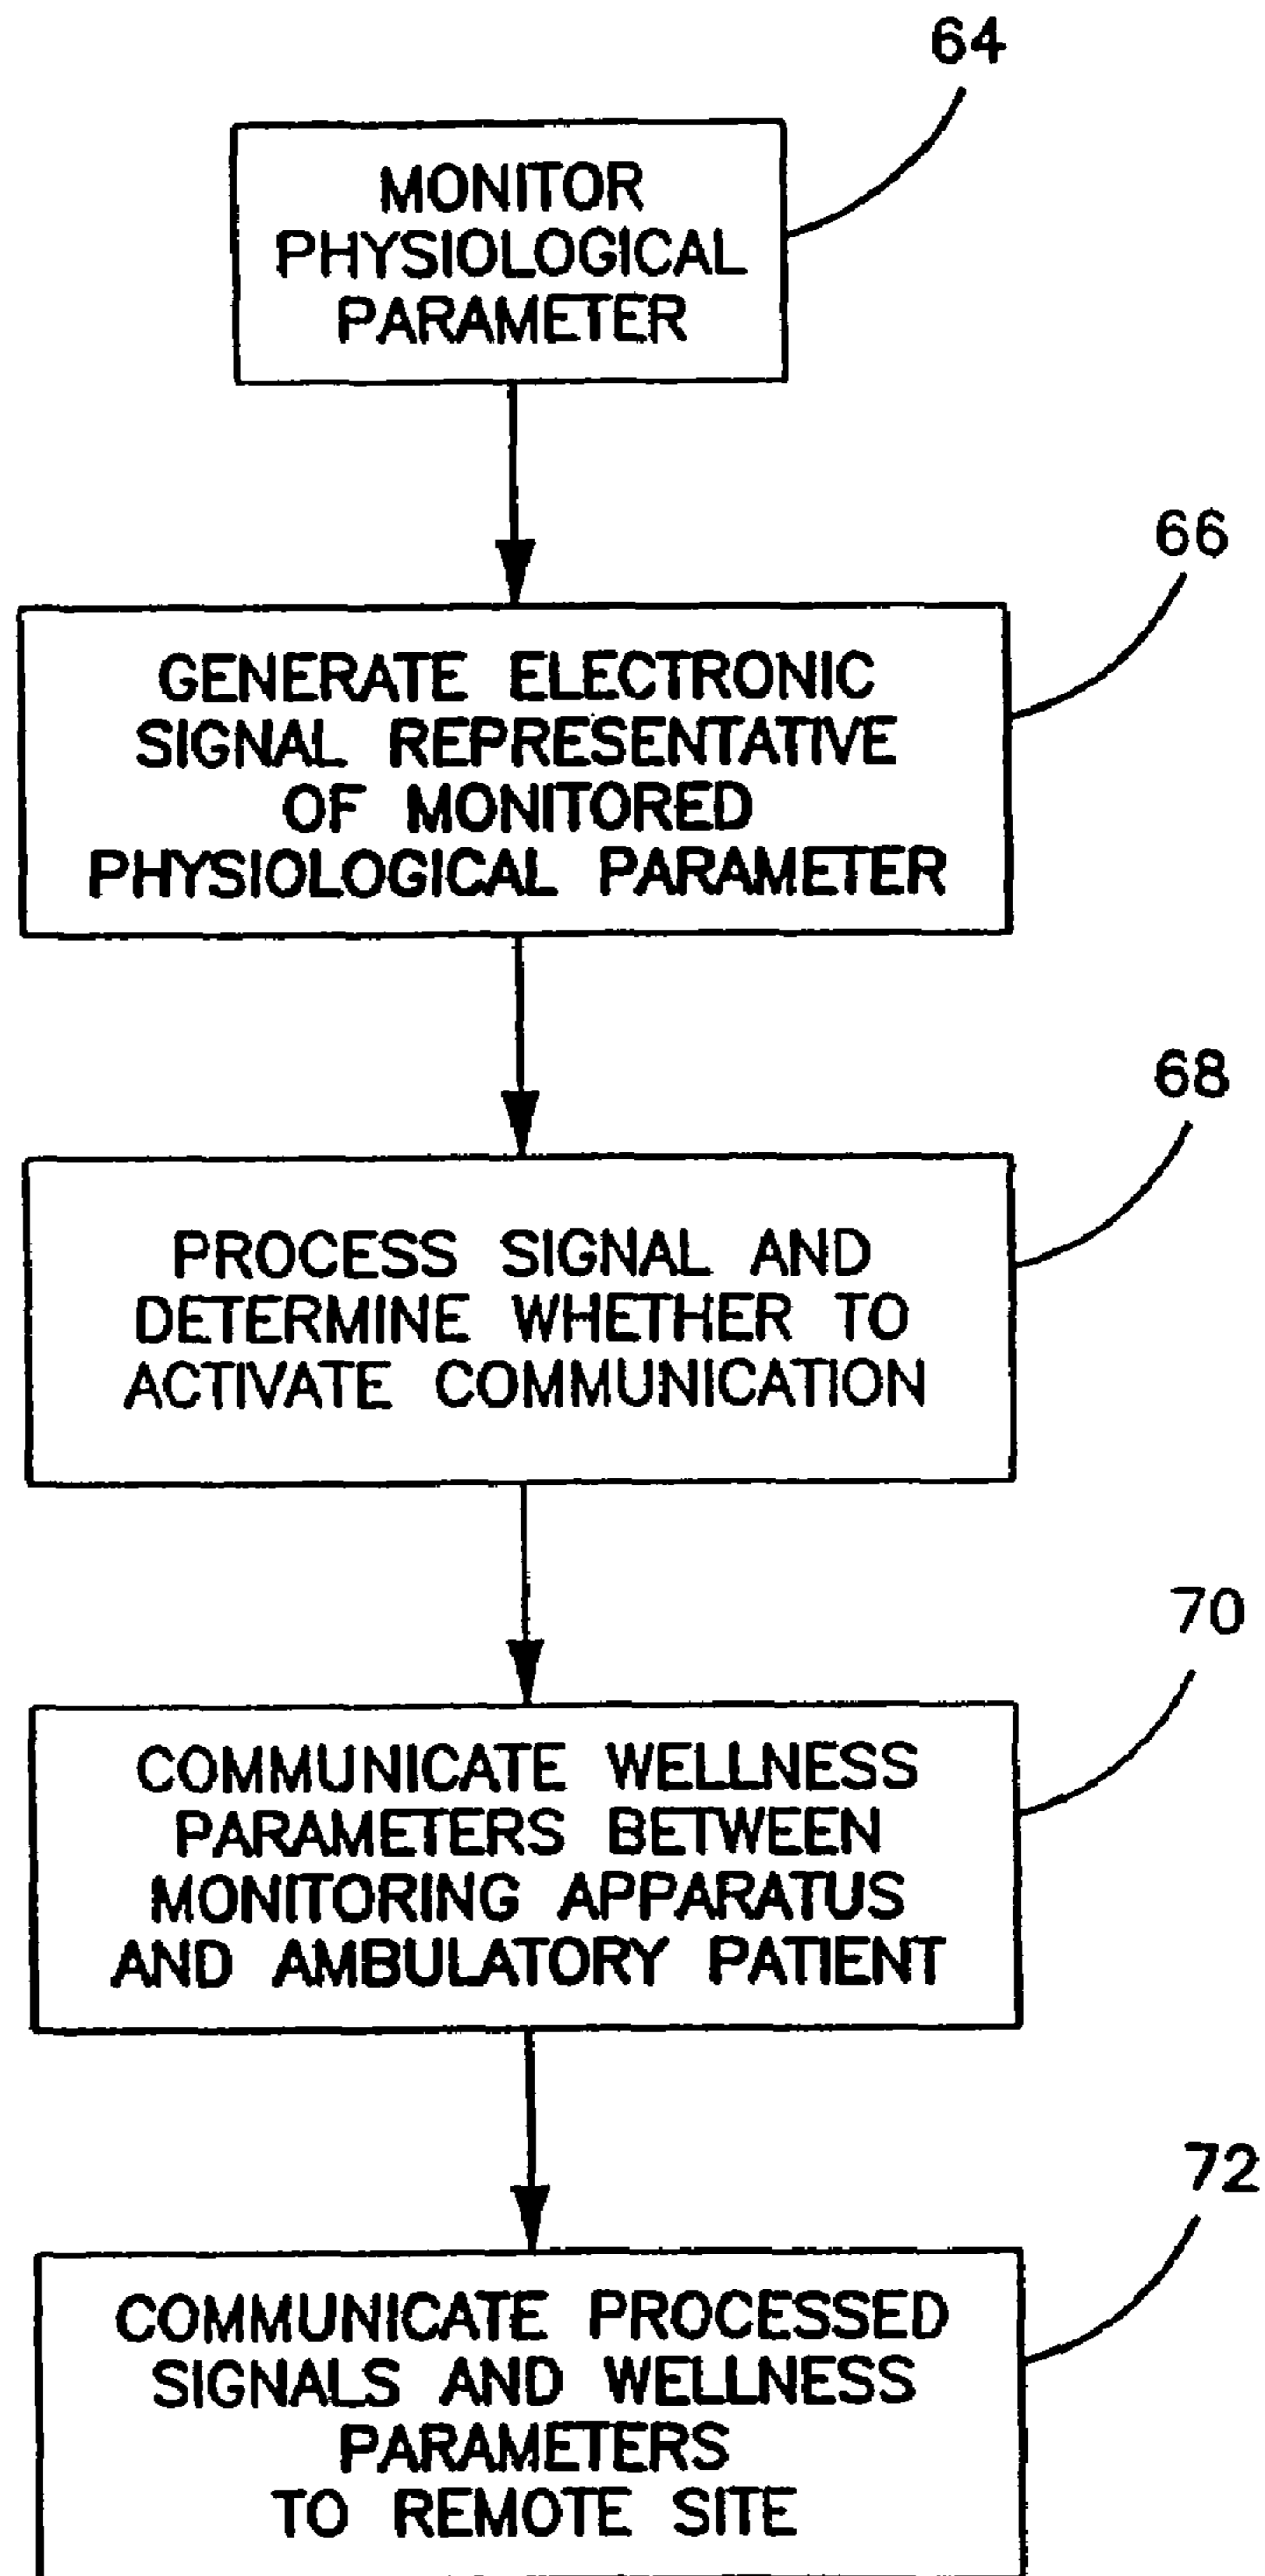 64
MONITOR
PHYSIOLOGICAL
PARAMETER
66
GENERATE ELECTRONIC
SIGNAL REPRESENTATIVE
OF MONITORED
PHYSIOLOGICAL PARAMETER
68
PROCESS SIGNAL AND
DETERMINE WHETHER TO
ACTIVATE COMMUNICATION
70
COMMUNICATE WELLNESS
PARAMETERS BETWEEN
MONITORING APPARATUS
AND AMBULATORY PATIENT
72
COMMUNICATE PROCESSED
SIGNALS AND WELLNESS
PARAMETERS
TO REMOTE SITE